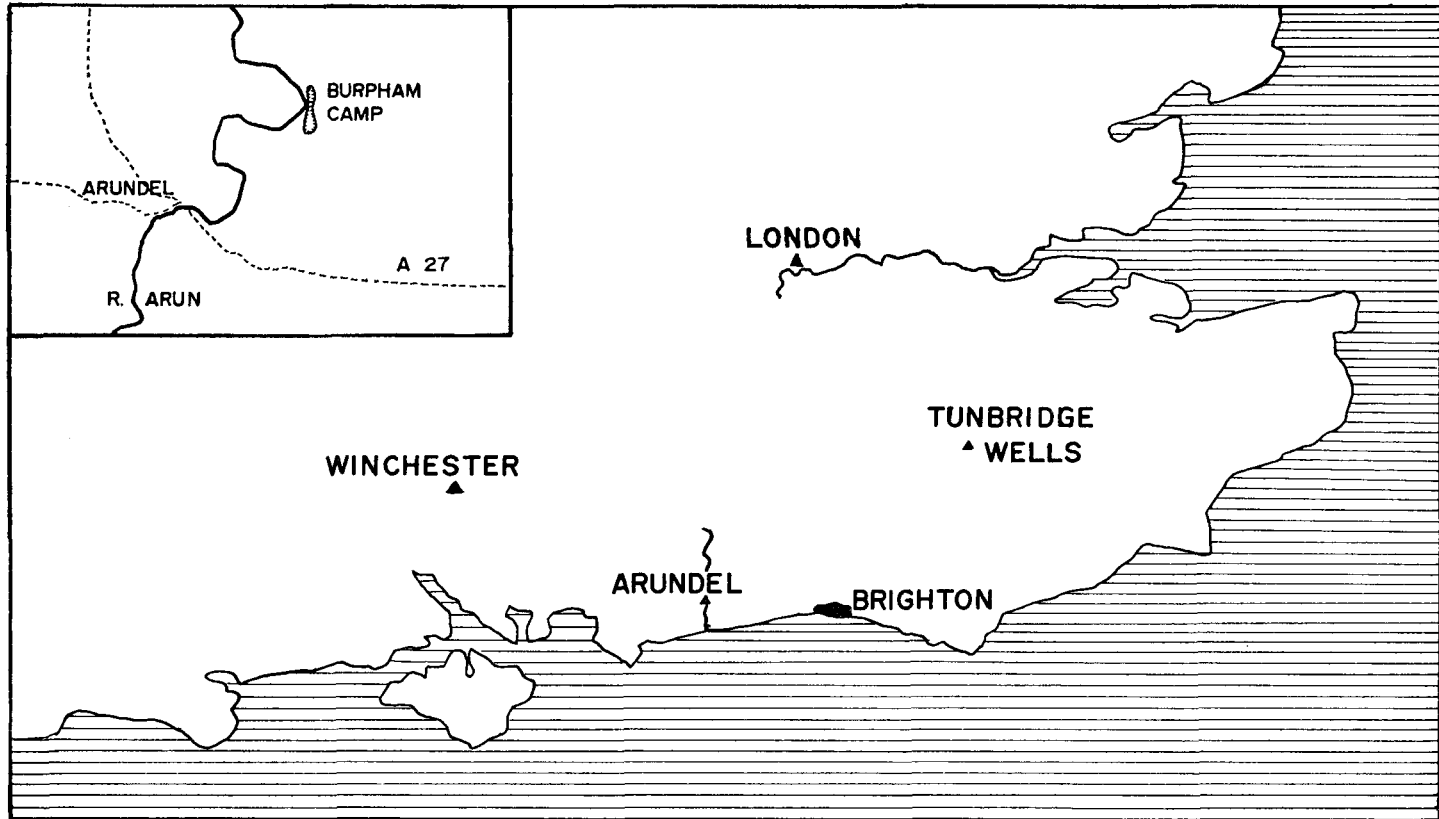 BURPHAM
CAMP
ARUNDEL
A 27
R. ARUN
LONDON
TUNBRIDGE
WELLS
WINCHESTER
ARUNDEL
BRIGHTON